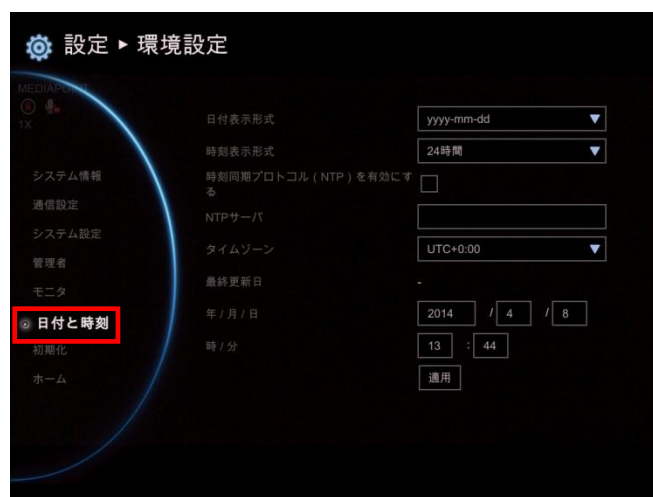 設定 ▶ 環境設定
MEDIAPOINT
1X
システム情報
通信設定
システム設定
管理者
モニタ
日付と時刻
初期化
ホーム
日付表示形式 yyyy-mm-dd
時刻表示形式 24時間
時刻同期プロトコル ( NTP ) を有効にす
る
NTPサーバ
タイムゾーン UTC+0:00
最終更新日 -
年 / 月 / 日 2014 / 4 / 8
時 / 分 13 : 44
適用